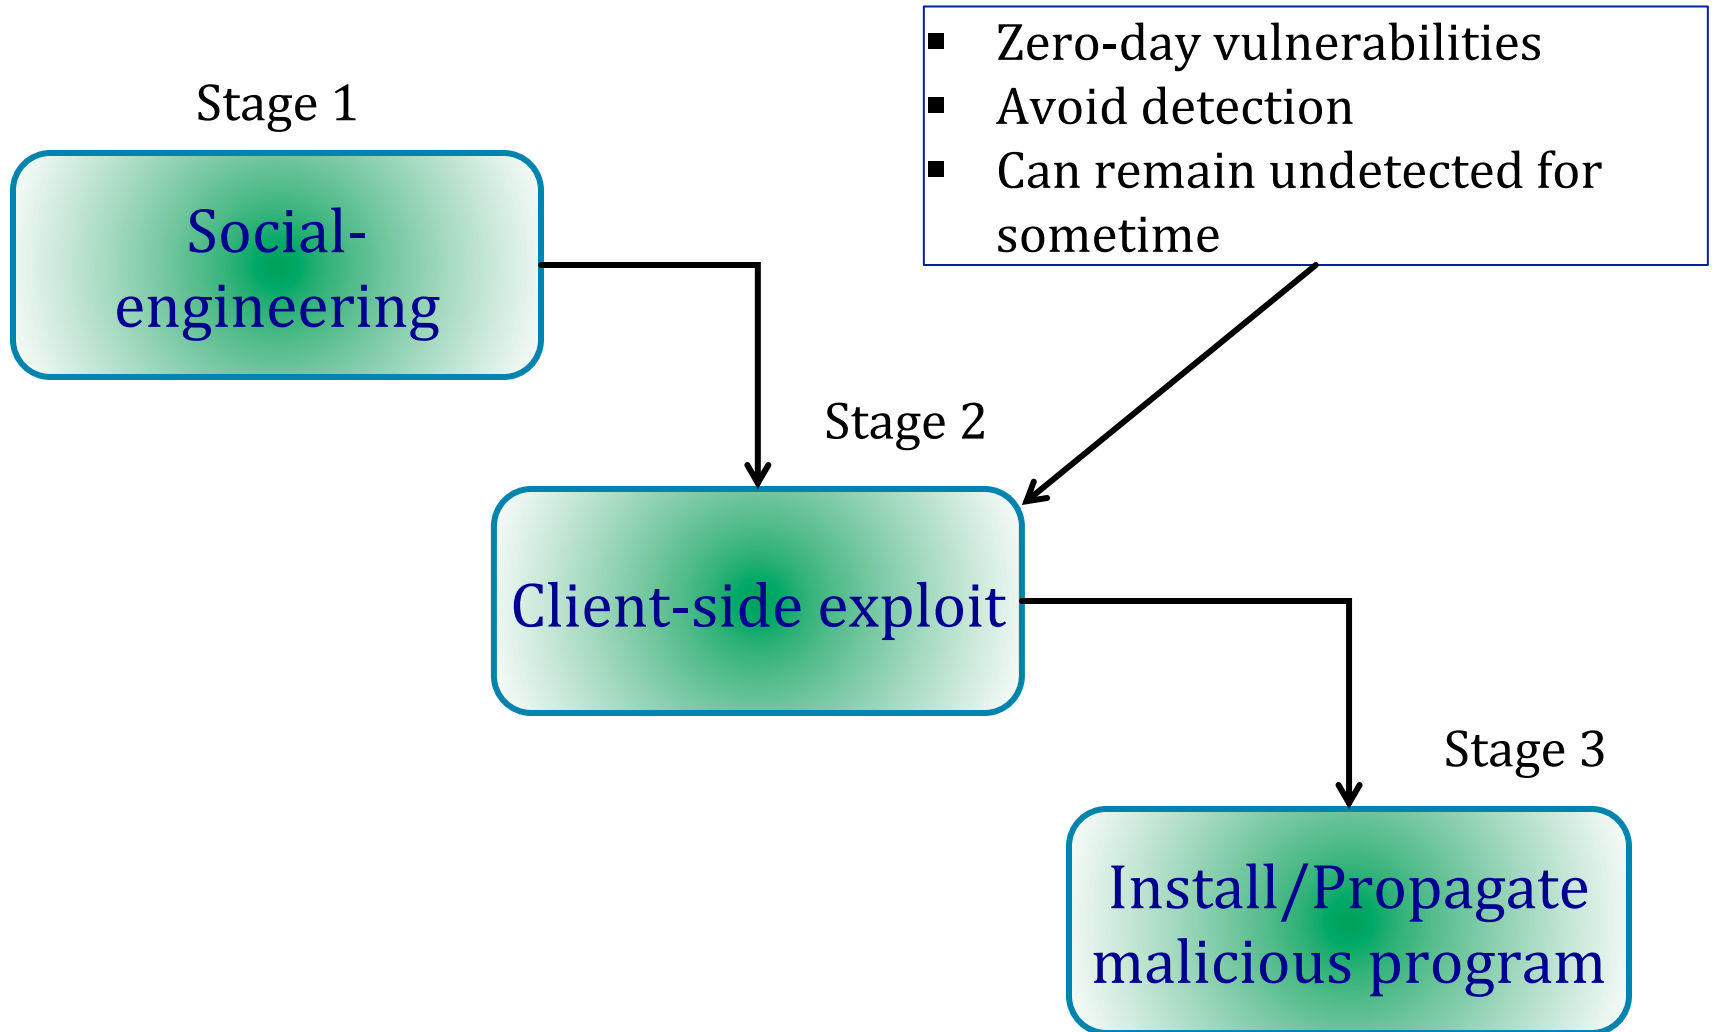 Stage 1
Social-
engineering
▪ Zero-day vulnerabilities
▪ Avoid detection
▪ Can remain undetected for
sometime
Stage 2
Client-side exploit
Stage 3
Install/Propagate
malicious program